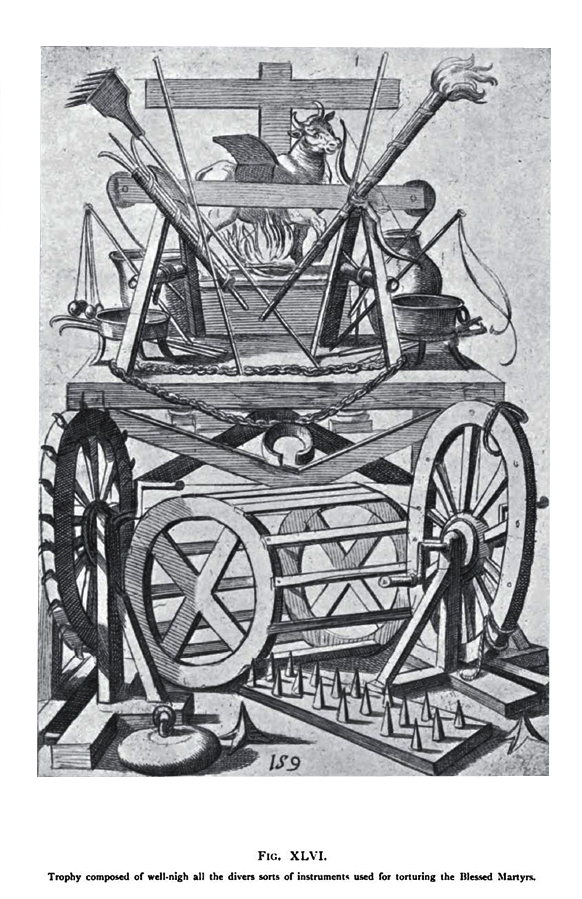 159
FIG. XLVI.
Trophy composed of well-nigh all the divers sorts of instruments used for torturing the Blessed Martyrs.